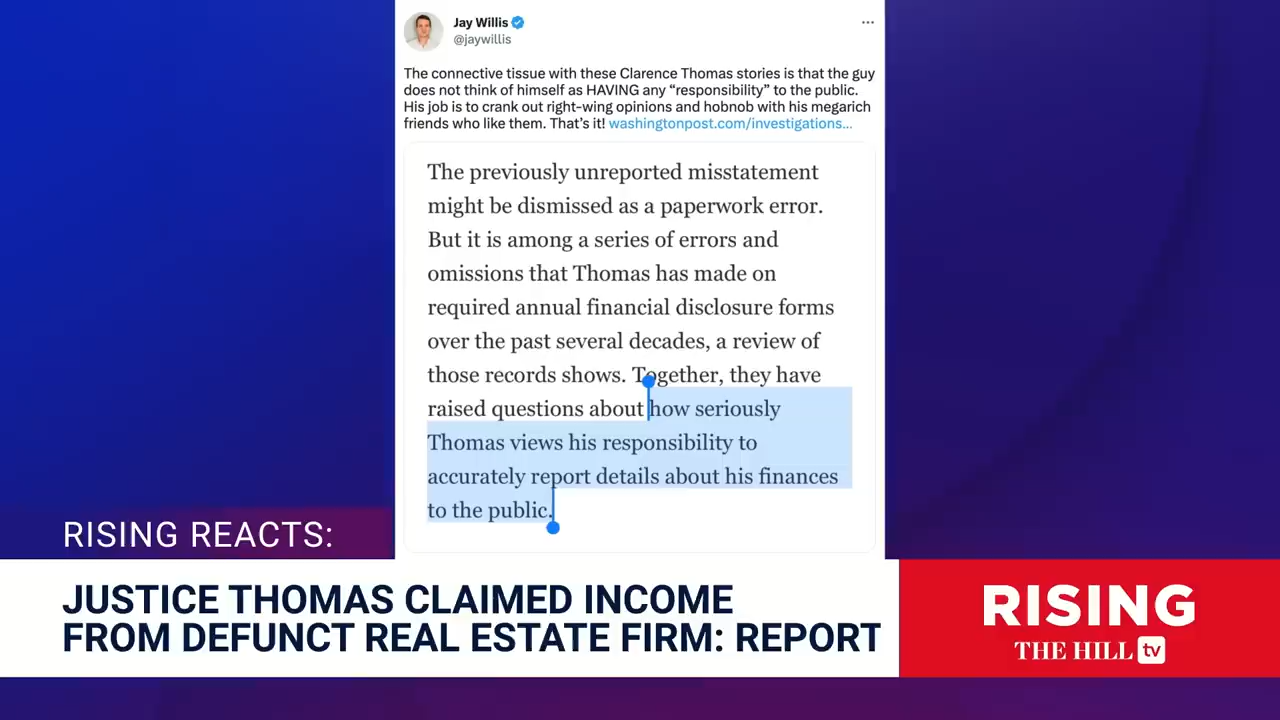 Jay Willis
@jaywillis
The connective tissue with these Clarence Thomas stories is that the guy
does not think of himself as HAVING any “responsibility” to the public.
His job is to crank out right-wing opinions and hobnob with his megarich
friends who like them. That’s it! washingtonpost.com/investigations…
The previously unreported misstatement
might be dismissed as a paperwork error.
But it is among a series of errors and
omissions that Thomas has made on
required annual financial disclosure forms
over the past several decades, a review of
those records shows. Together, they have
raised questions about how seriously
Thomas views his responsibility to
accurately report details about his finances
to the public.
RISING REACTS:
JUSTICE THOMAS CLAIMED INCOME
FROM DEFUNCT REAL ESTATE FIRM: REPORT
RISING
THE HILL tv